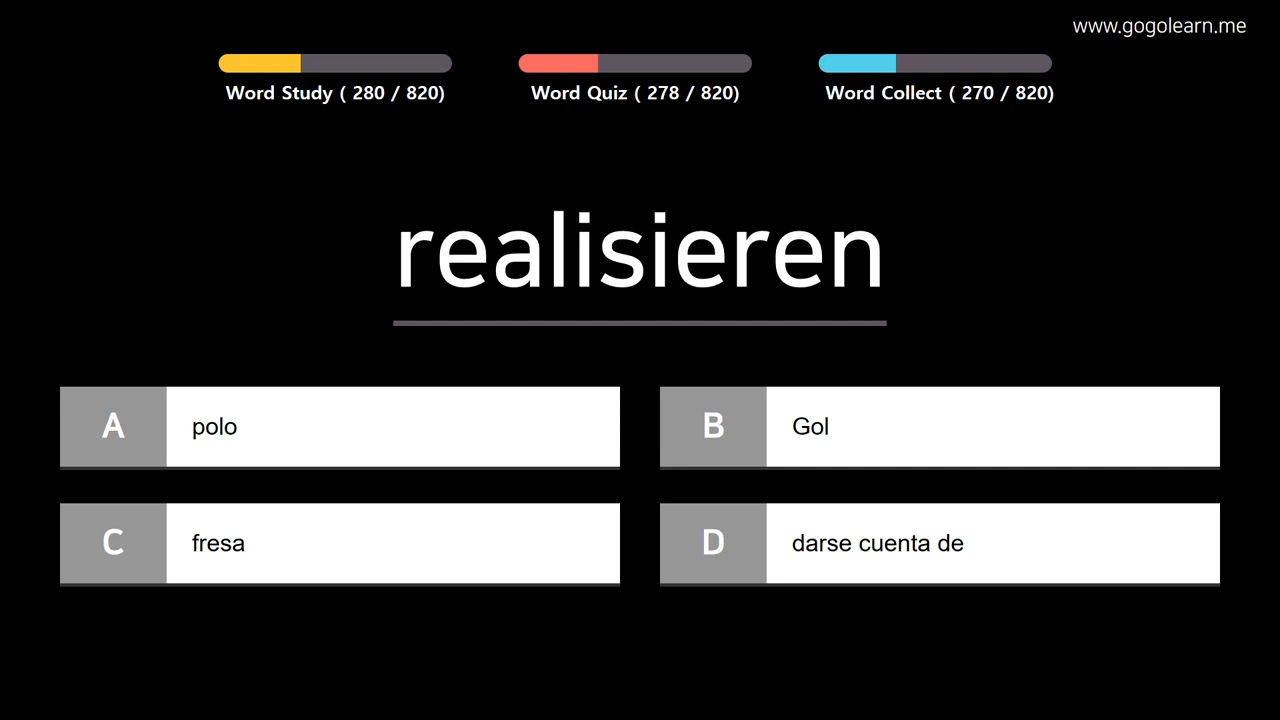 www.gogolearn.me
Word Study ( 280 / 820)
Word Quiz ( 278 / 820)
Word Collect ( 270 / 820)
realisieren
A polo
B Gol
C fresa
D darse cuenta de